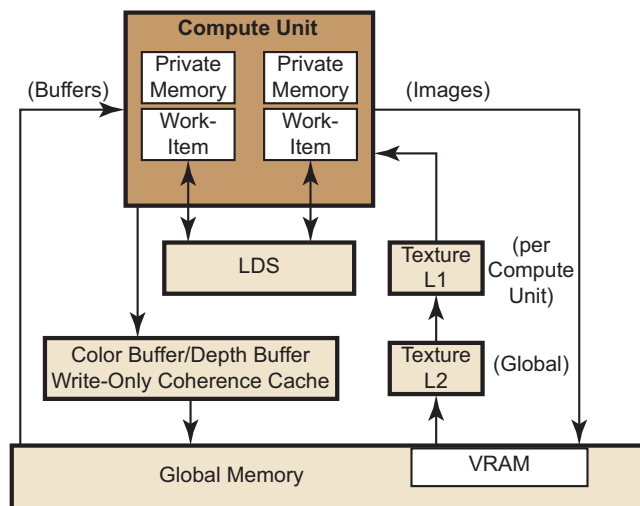 Compute Unit
Private
Memory
Private
Memory
(Buffers)
(Images)
Work-
Item
Work-
Item
LDS
Texture
L1
(per
Compute
Unit)
Color Buffer/Depth Buffer
Write-Only Coherence Cache
Texture
L2
(Global)
Global Memory
VRAM